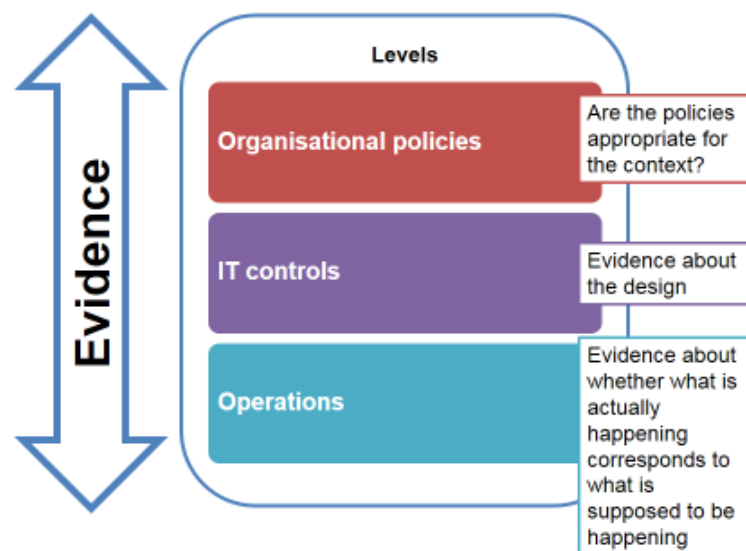 Levels
Evidence
Organisational policies
Are the policies
appropriate for
the context?
IT controls
Evidence about
the design
Operations
Evidence about
whether what is
actually
happening
corresponds to
what is
supposed to be
happening